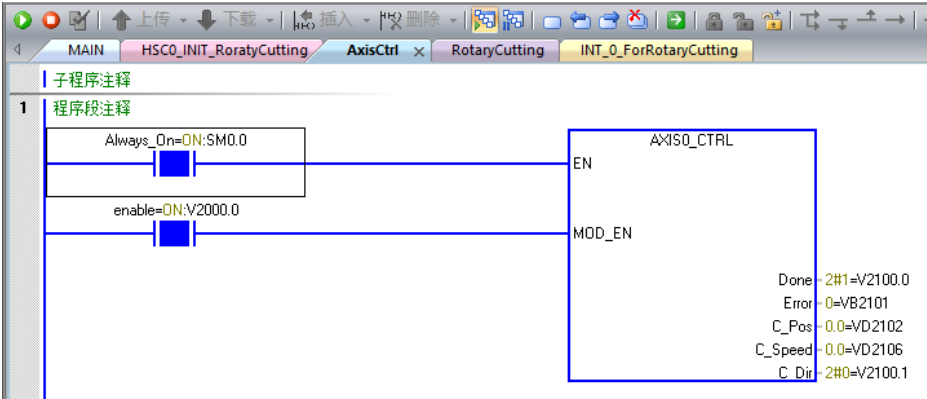 上传 下载 插入 删除
MAIN HSC0_INIT_RoratyCutting AxisCtrl RotaryCutting INT_0_ForRotaryCutting
子程序注释
1 程序段注释
Always_On=ON:SM0.0 AXIS0_CTRL
EN
enable=ON:V2000.0
MOD_EN
Done 2#1=V2100.0
Error 0=VB2101
C_Pos 0.0=VD2102
C_Speed 0.0=VD2106
C_Dir 2#0=V2100.1